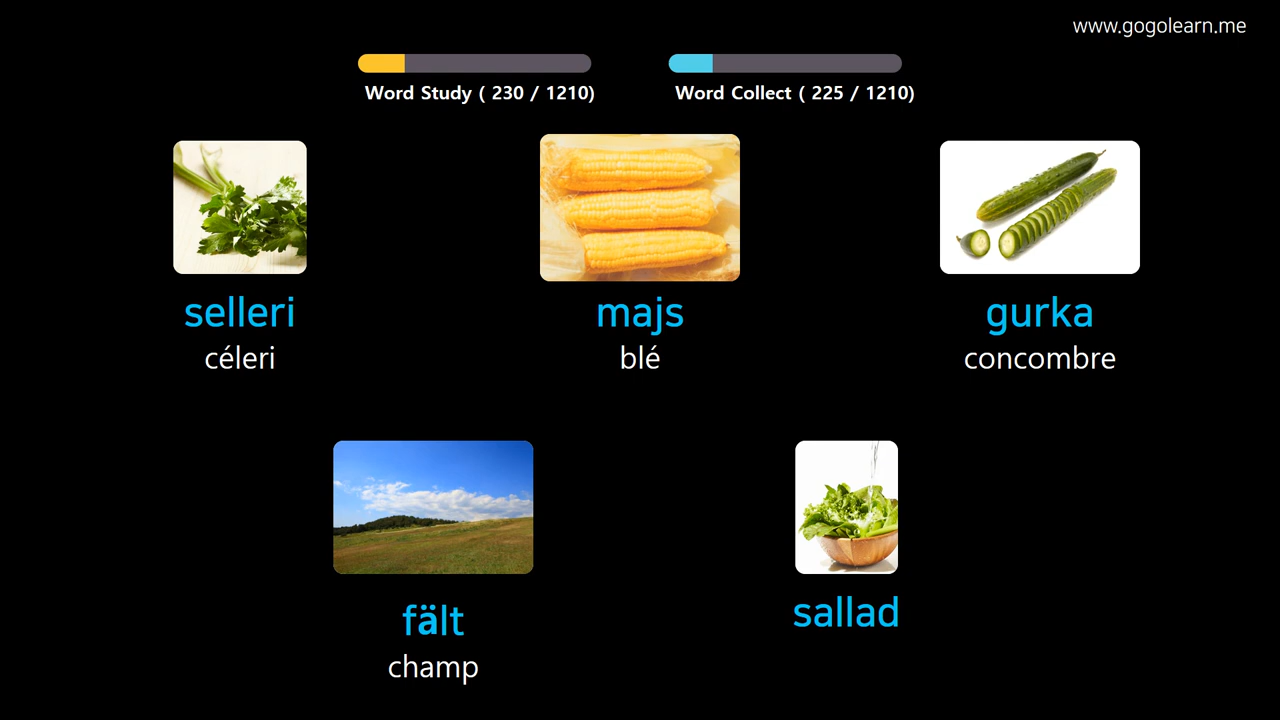 www.gogolearn.me
Word Study ( 230 / 1210)
Word Collect ( 225 / 1210)
selleri
céleri
majs
blé
gurka
concombre
fält
champ
sallad